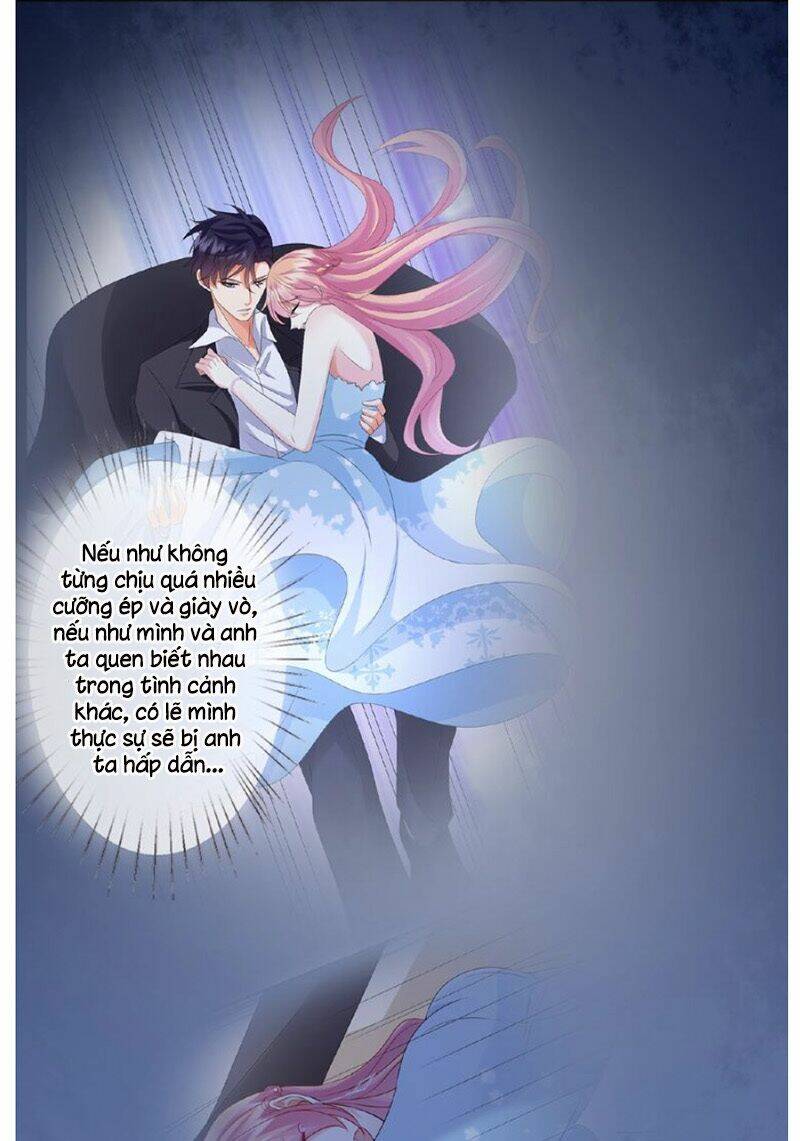 Nếu như không
từng chịu quá nhiều
cưỡng ép và giày vò,
nếu như mình và anh
ta quen biết nhau
trong tình cảnh
khác, có lẽ mình
thực sự sẽ bị anh
ta hấp dẫn...